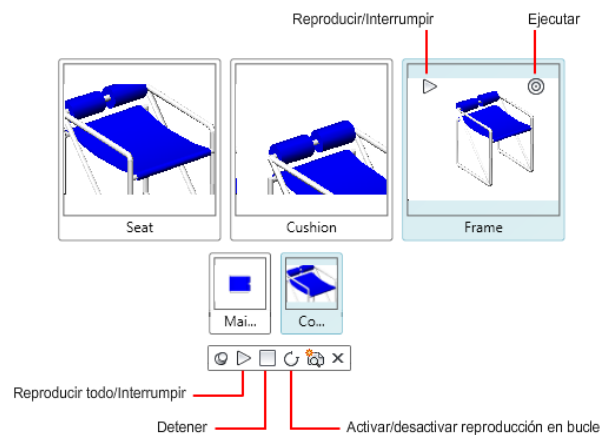 Reproducir/Interrumpir
Ejecutar
Seat
Cushion
Frame
Mai...
Co...
Reproducir todo/Interrumpir
Detener
Activar/desactivar reproducción en bucle